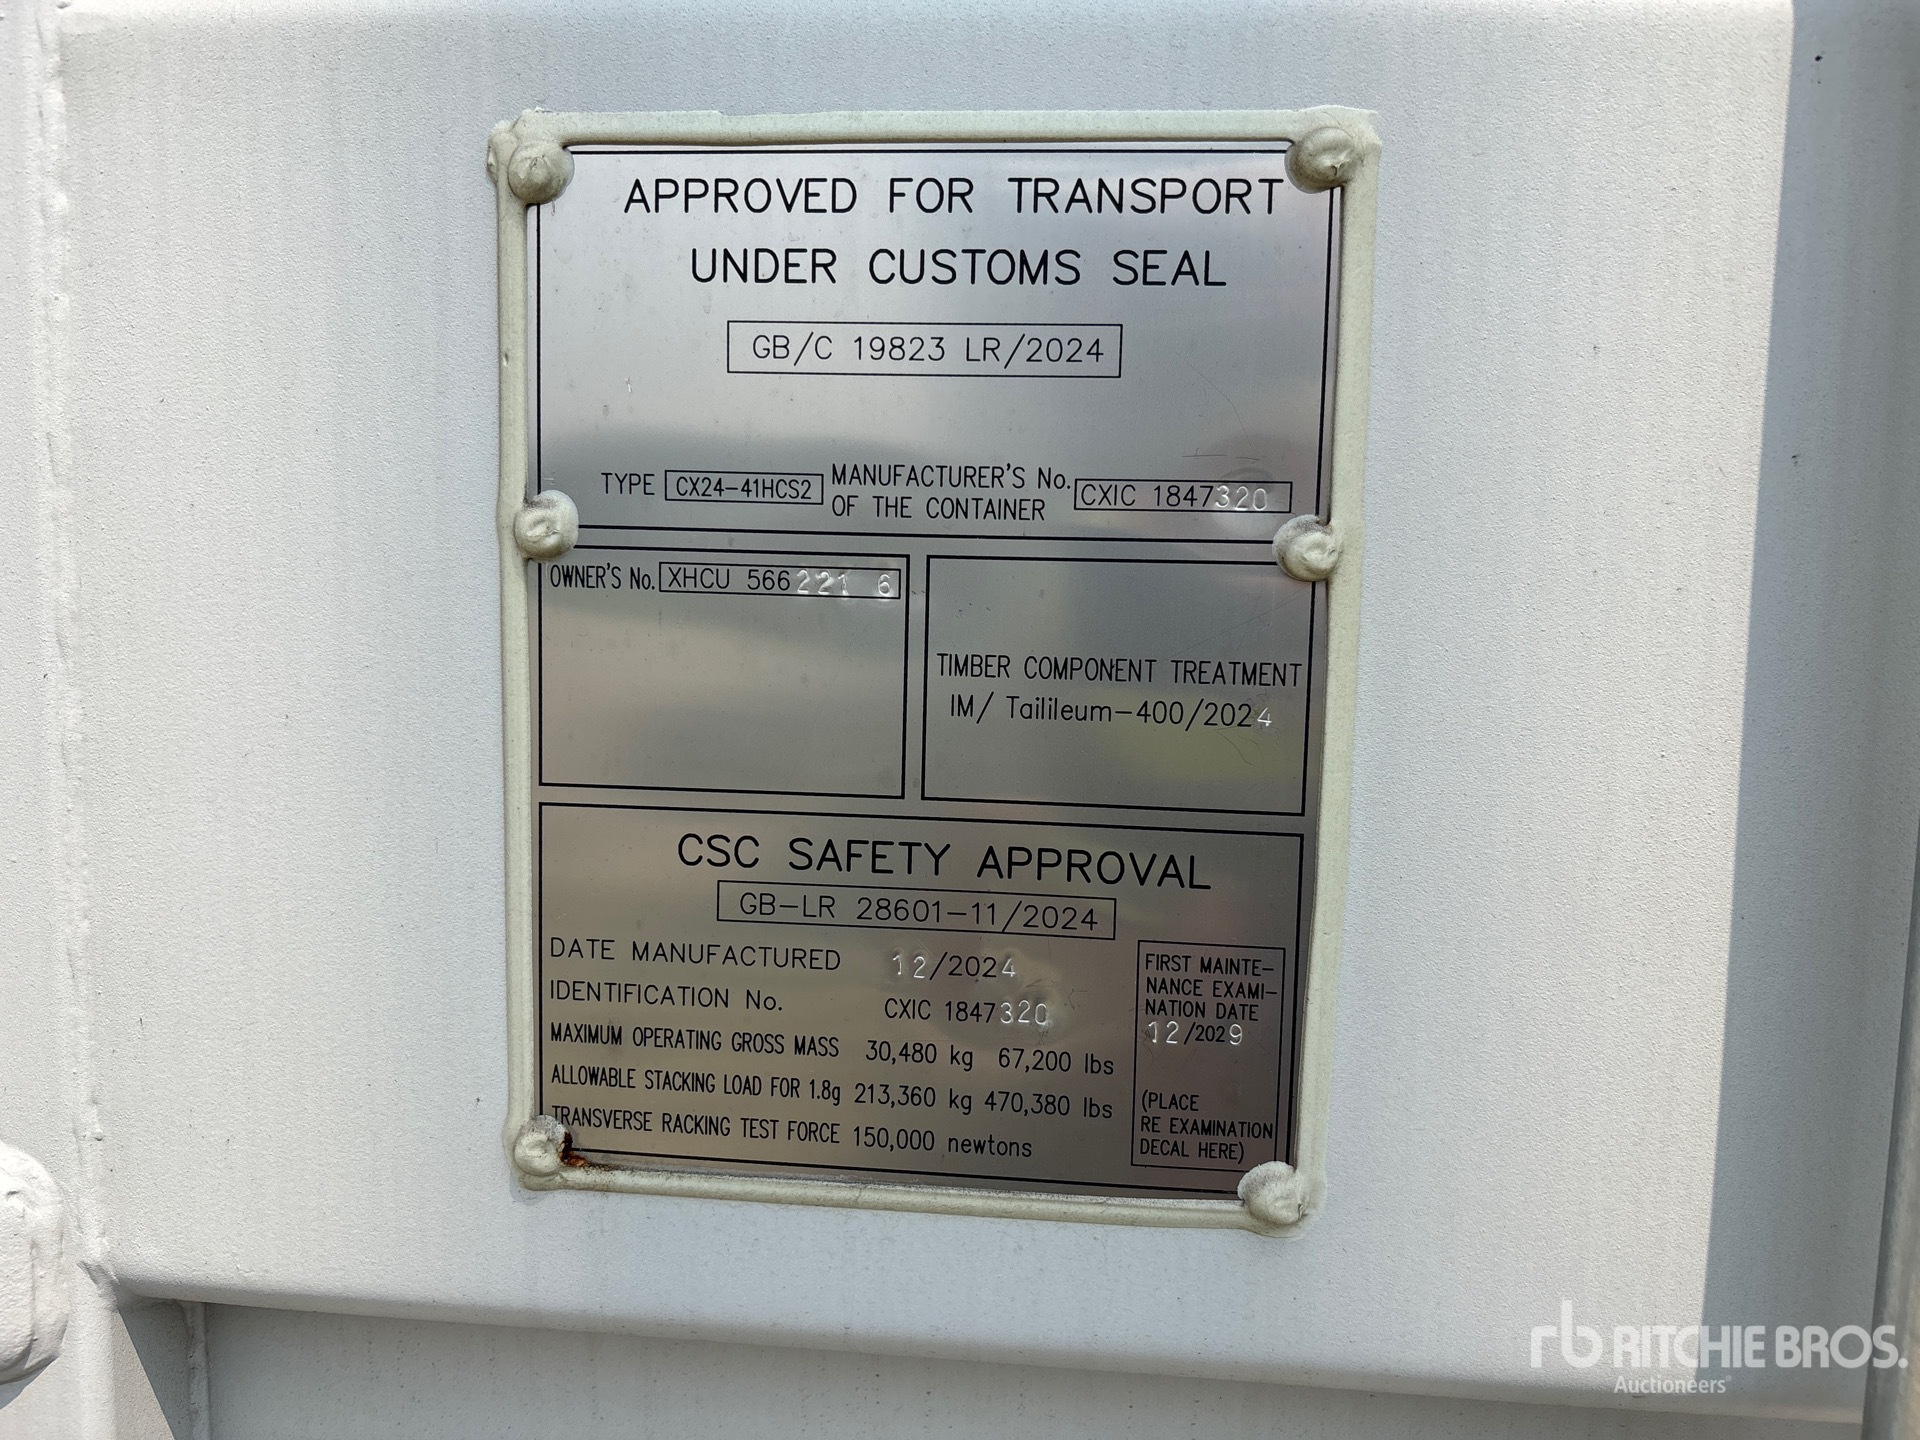 APPROVED FOR TRANSPORT
UNDER CUSTOMS SEAL
GB/C 19823 LR/2024
TYPE CX24-41HCS2 MANUFACTURER'S No. OF THE CONTAINER CXIC 1847320
OWNER'S No. XHCU 566221 6
TIMBER COMPONENT TREATMENT
IM/ Tailileum-400/2024
CSC SAFETY APPROVAL
GB-LR 28601-11/2024
DATE MANUFACTURED 12/2024
IDENTIFICATION No. CXIC 1847320
MAXIMUM OPERATING GROSS MASS 30,480 kg 67,200 lbs
ALLOWABLE STACKING LOAD FOR 1.8g 213,360 kg 470,380 lbs
TRANSVERSE RACKING TEST FORCE 150,000 newtons
FIRST MAINTE-
NANCE EXAMI-
NATION DATE
12/2029
(PLACE
RE EXAMINATION
DECAL HERE)
rb RITCHIE BROS.
Auctioneers